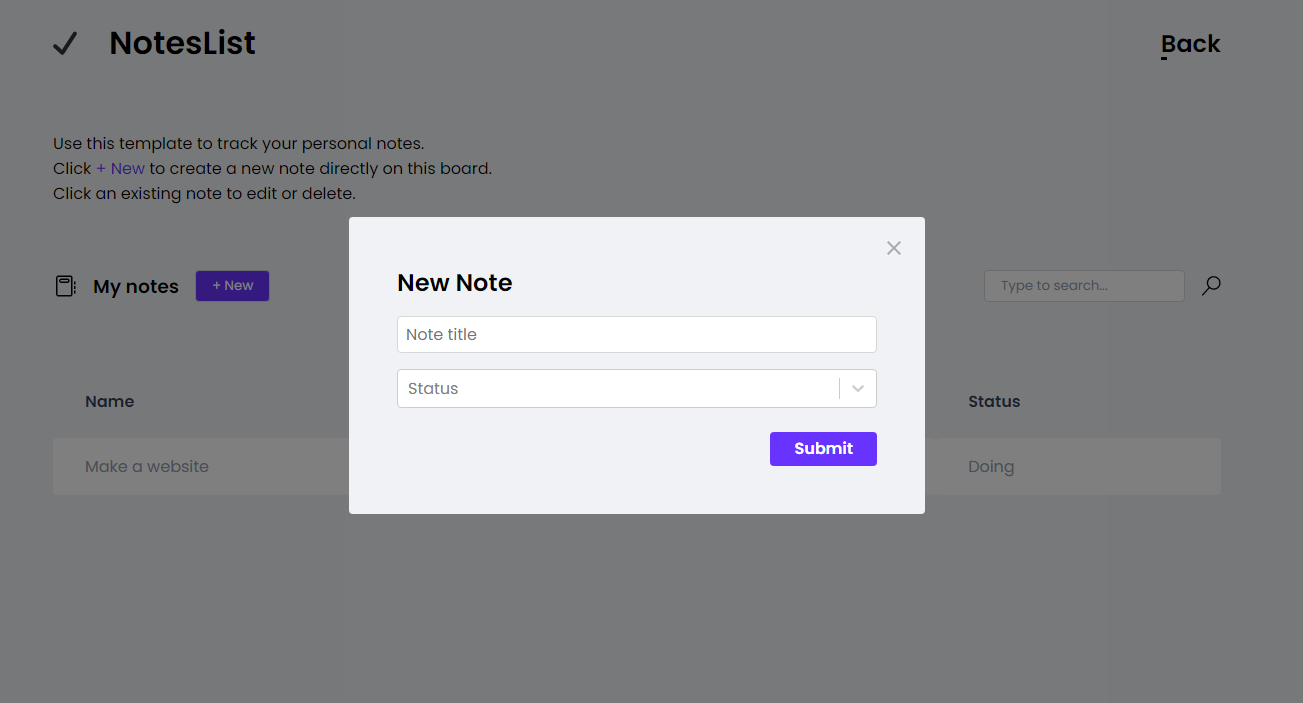 NotesList
Back
Use this template to track your personal notes.
Click + New to create a new note directly on this board.
Click an existing note to edit or delete.
My notes
+ New
Type to search...
New Note
Note title
Status
Submit
Name
Status
Make a website
Doing